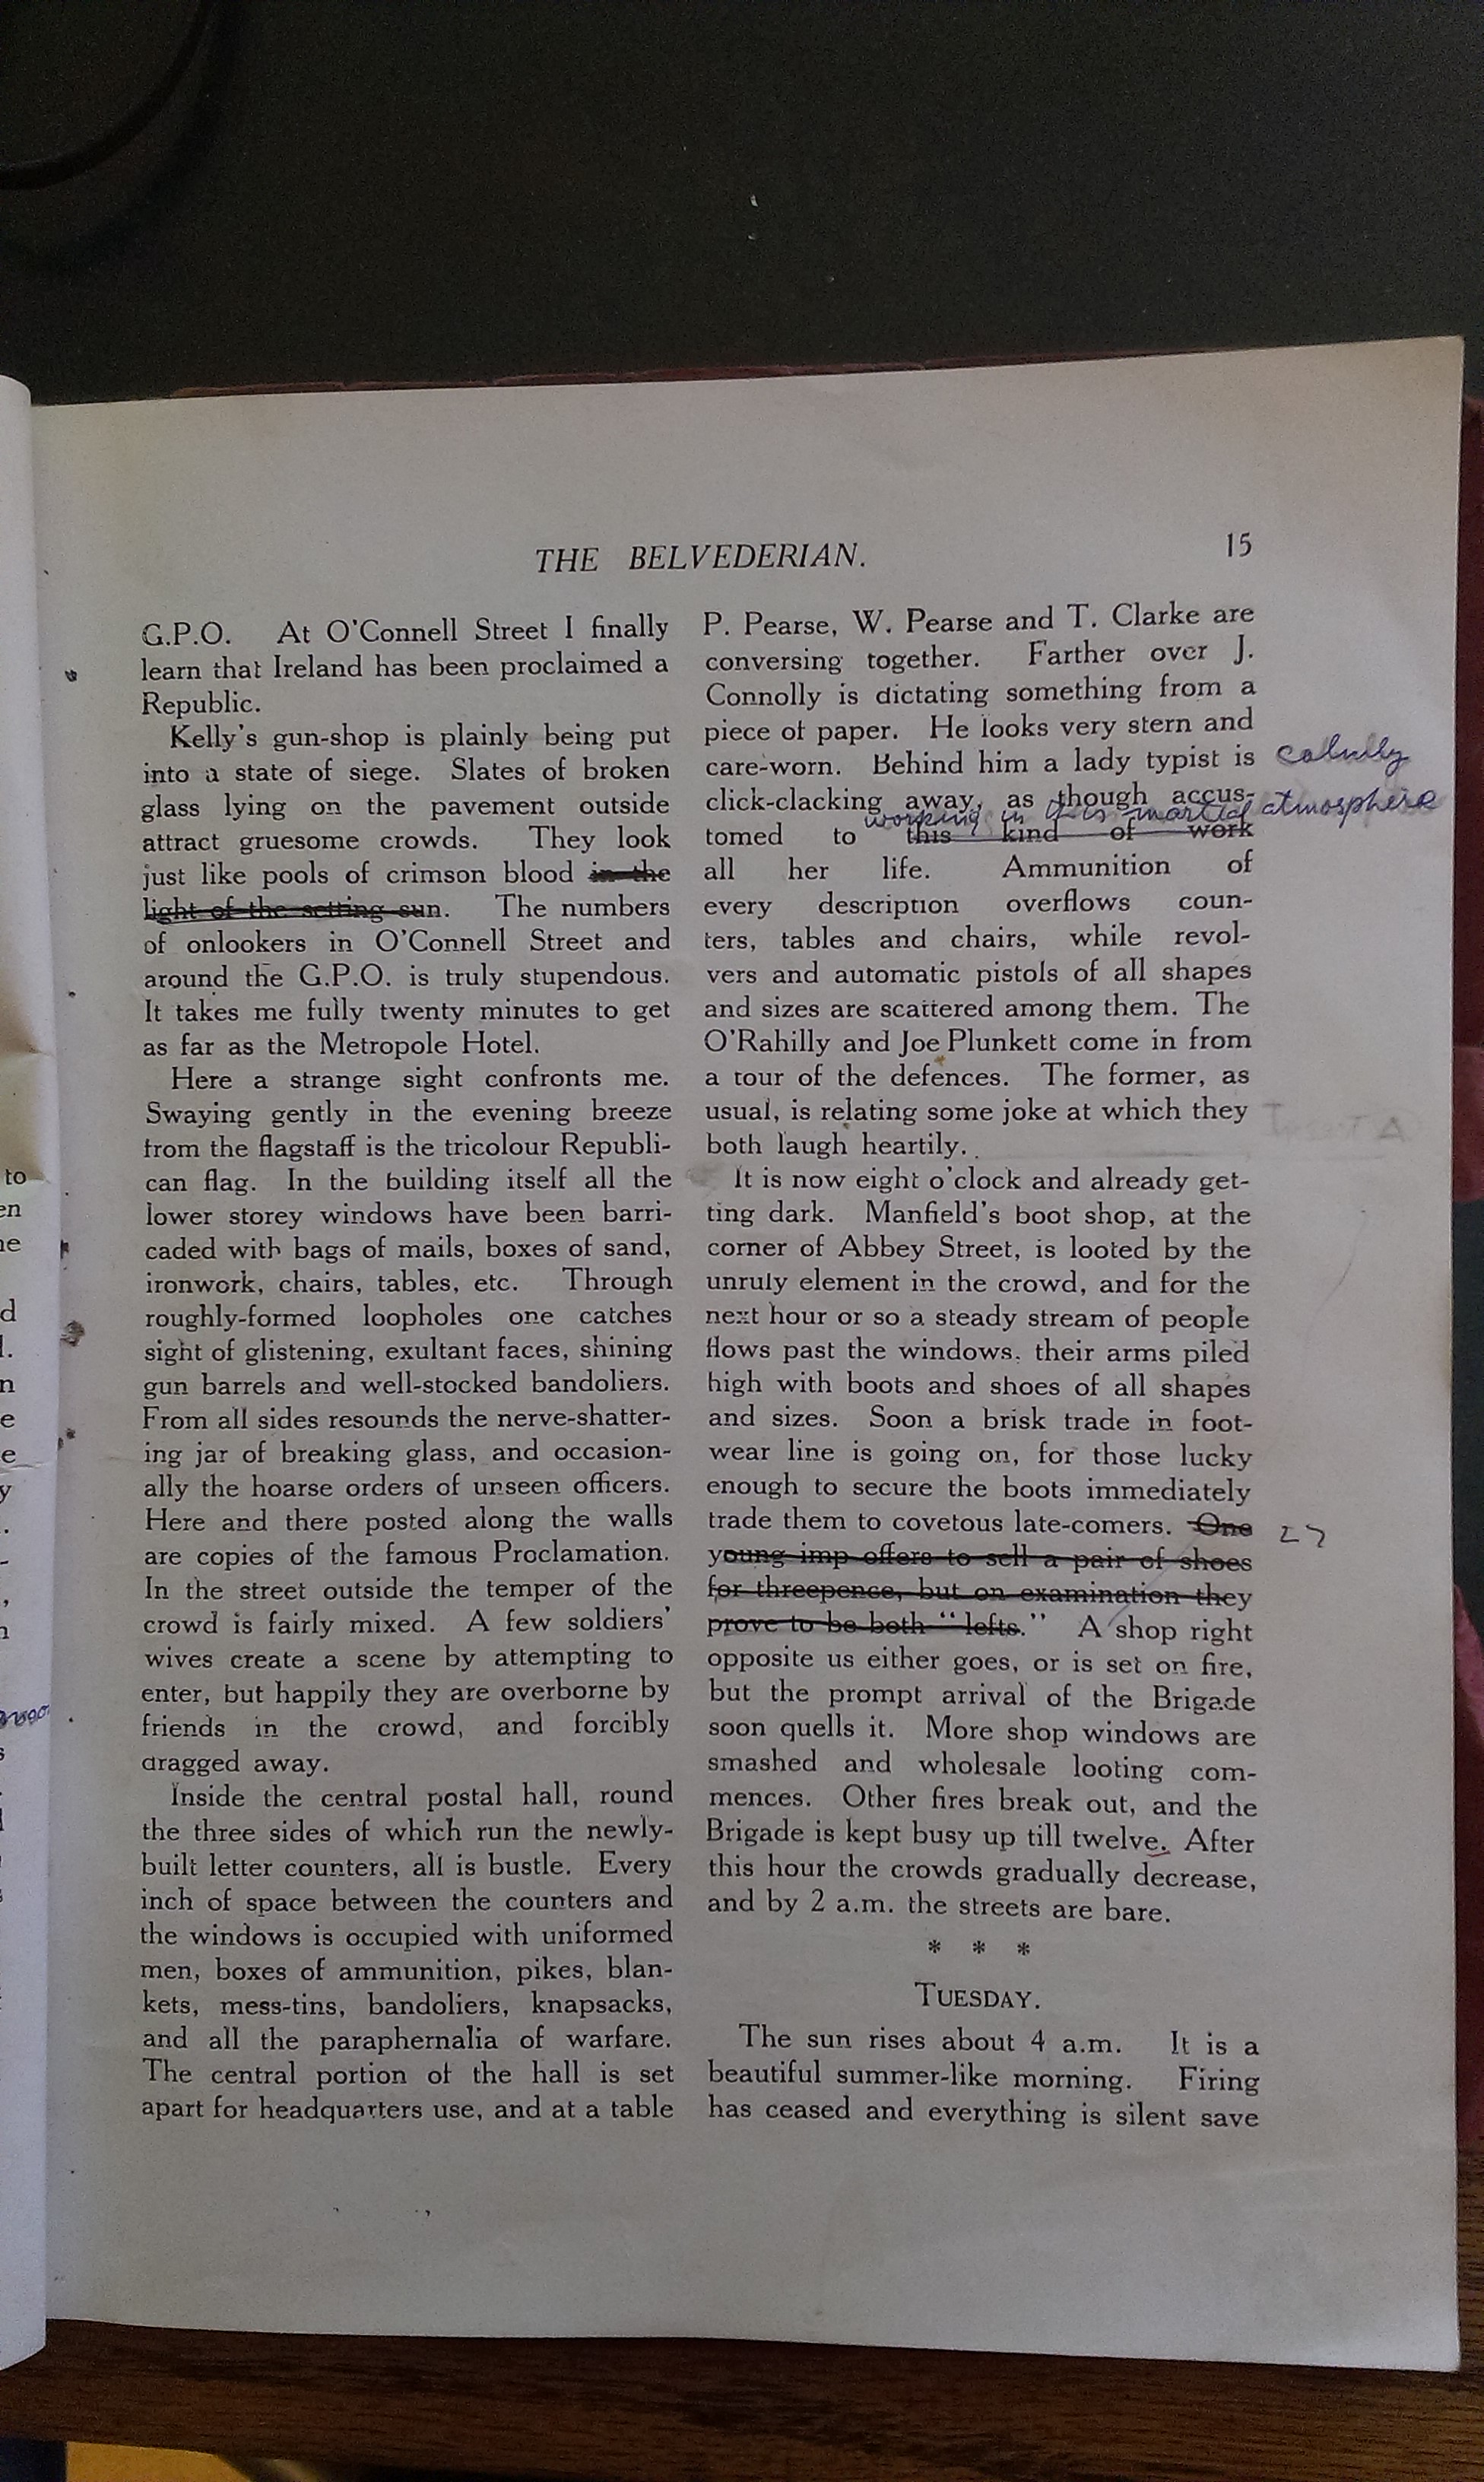 THE BELVEDERIAN.
15
G.P.O. At O'Connell Street I finally
learn that Ireland has been proclaimed a
Republic.
Kelly's gun-shop is plainly being put
into a state of siege. Slates of broken
glass lying on the pavement outside
attract gruesome crowds. They look
just like pools of crimson blood in the
light of the setting sun. The numbers
of onlookers in O'Connell Street and
around the G.P.O. is truly stupendous.
It takes me fully twenty minutes to get
as far as the Metropole Hotel.
Here a strange sight confronts me.
Swaying gently in the evening breeze
from the flagstaff is the tricolour Republi-
can flag. In the building itself all the
lower storey windows have been barri-
caded with bags of mails, boxes of sand,
ironwork, chairs, tables, etc. Through
roughly-formed loopholes one catches
sight of glistening, exultant faces, shining
gun barrels and well-stocked bandoliers.
From all sides resounds the nerve-shatter-
ing jar of breaking glass, and occasion-
ally the hoarse orders of unseen officers.
Here and there posted along the walls
are copies of the famous Proclamation.
In the street outside the temper of the
crowd is fairly mixed. A few soldiers'
wives create a scene by attempting to
enter, but happily they are overborne by
friends in the crowd, and forcibly
dragged away.
Inside the central postal hall, round
the three sides of which run the newly-
built letter counters, all is bustle. Every
inch of space between the counters and
the windows is occupied with uniformed
men, boxes of ammunition, pikes, blan-
kets, mess-tins, bandoliers, knapsacks,
and all the paraphernalia of warfare.
The central portion of the hall is set
apart for headquarters use, and at a table
P. Pearse, W. Pearse and T. Clarke are
conversing together. Farther over J.
Connolly is dictating something from a
piece of paper. He looks very stern and
care-worn. Behind him a lady typist is calmly
click-clacking away, as though accus-
working in this martial atmosphere
tomed to this kind of work
all her life. Ammunition of
every description overflows coun-
ters, tables and chairs, while revol-
vers and automatic pistols of all shapes
and sizes are scattered among them. The
O'Rahilly and Joe Plunkett come in from
a tour of the defences. The former, as
usual, is relating some joke at which they
both laugh heartily.
It is now eight o'clock and already get-
ting dark. Manfield's boot shop, at the
corner of Abbey Street, is looted by the
unruly element in the crowd, and for the
next hour or so a steady stream of people
flows past the windows, their arms piled
high with boots and shoes of all shapes
and sizes. Soon a brisk trade in foot-
wear line is going on, for those lucky
enough to secure the boots immediately
trade them to covetous late-comers. One
young imp offers to sell a pair of shoes
for threepence, but on examination they
prove to be both "lefts." A shop right
opposite us either goes, or is set on fire,
but the prompt arrival of the Brigade
soon quells it. More shop windows are
smashed and wholesale looting com-
mences. Other fires break out, and the
Brigade is kept busy up till twelve. After
this hour the crowds gradually decrease,
and by 2 a.m. the streets are bare.
* * *
TUESDAY.
The sun rises about 4 a.m. It is a
beautiful summer-like morning. Firing
has ceased and everything is silent save